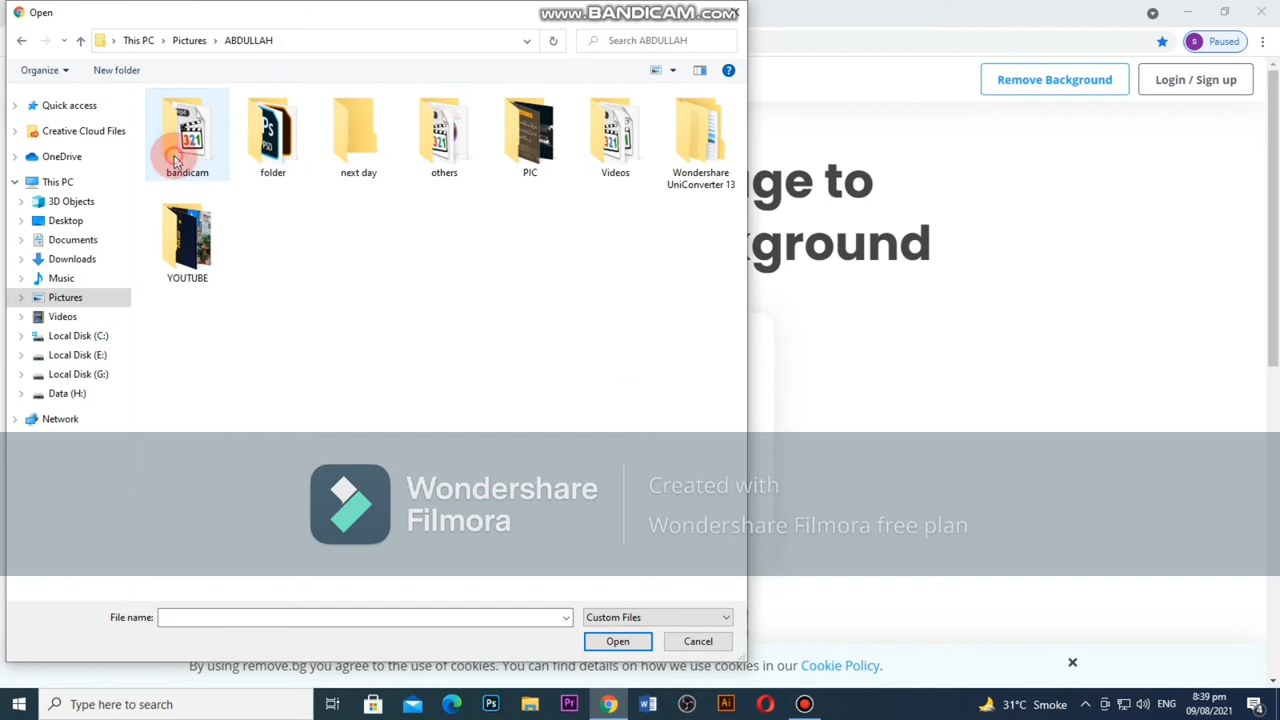 Open
www.BANDICAM.com
This PC > Pictures > ABDULLAH
Search ABDULLAH
Paused
Organize
New folder
Remove Background
Login / Sign up
Quick access
Creative Cloud Files
OneDrive
This PC
3D Objects
Desktop
Documents
Downloads
Music
Pictures
Videos
Local Disk (C:)
Local Disk (E:)
Local Disk (G:)
Data (H:)
Network
bandicam
folder
next day
others
PIC
Videos
Wondershare
UniConverter 13
YOUTUBE
ge to
kground
Wondershare
Filmora
Created with
Wondershare Filmora free plan
File name:
Custom Files
Open
Cancel
By using remove.bg you agree to the use of cookies. You can find details on how we use cookies in our Cookie Policy.
Type here to search
31°C Smoke
ENG
8:39 pm
09/08/2021
4